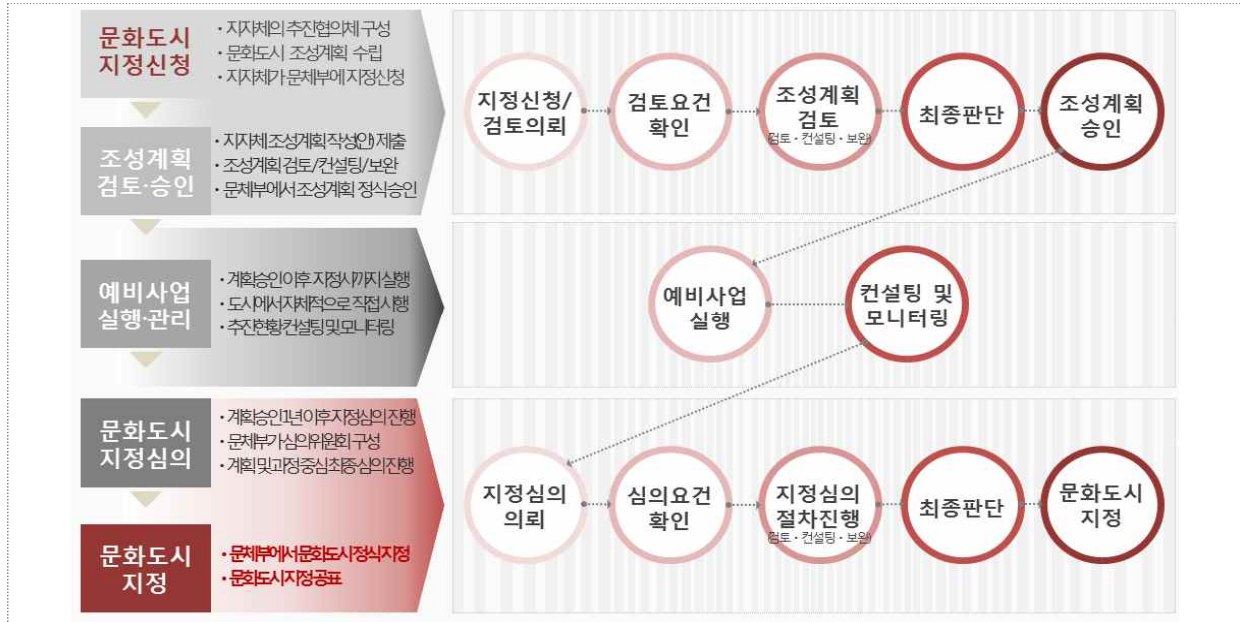 문화도시
지정신청
• 지자체의 추진협의체 구성
• 문화도시 조성계획 수립
• 지자체가 문체부에 지정신청
조성계획
검토·승인
• 지자체 조성계획 작성(안) 제출
• 조성계획 검토/컨설팅/보완
• 문체부에서 조성계획 정식승인
지정신청/
검토의뢰
검토요건
확인
조성계획
검토
(검토·컨설팅·보완)
최종판단
조성계획
승인
예비사업
실행·관리
• 계획승인 이후 지정시까지 실행
• 도시에서 자체적으로 직접 시행
• 추진현황 컨설팅 및 모니터링
예비사업
실행
컨설팅 및
모니터링
문화도시
지정심의
• 계획승인 1년 이후 지정심의 진행
• 문체부가 심의위원회 구성
• 계획 및 과정 중심 최종심의 진행
문화도시
지정
• 문체부에서 문화도시 정식 지정
• 문화도시 지정 공표
지정심의
의뢰
심의요건
확인
지정심의
절차진행
(검토·컨설팅·보완)
최종판단
문화도시
지정